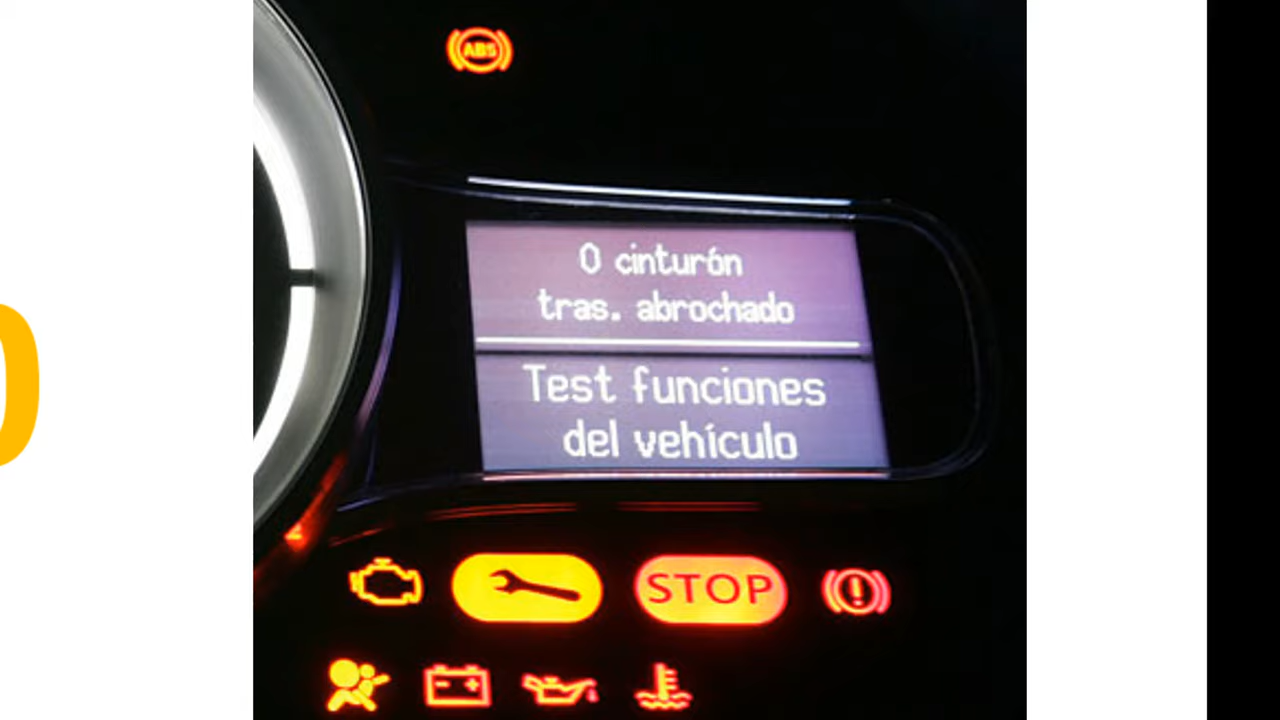 ABS
0 cinturón
tras. abrochado
Test funciones
del vehículo
STOP